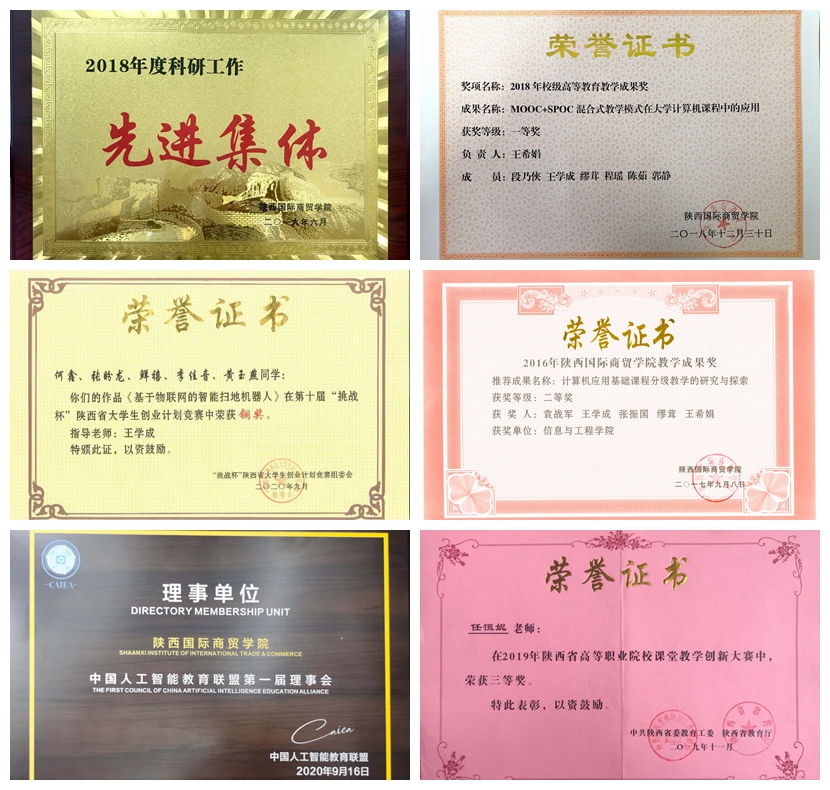 2018年度科研工作
先进集体
陕西国际商贸学院
二〇一九年六月
荣誉证书
奖项名称：2018 年校级高等教育教学成果奖
成果名称：MOOC+SPOC 混合式教学模式在大学计算机课程中的应用
获奖等级：一等奖
负 责 人：王希娟
成　　员：段乃侠 王学成 缪茸 程瑶 陈茹 郭静
陕西国际商贸学院
二〇一八年十二月三十日
荣誉证书
何鑫、张盼龙、鲜禧、李佳音、黄玉燕同学：
你们的作品《基于物联网的智能扫地机器人》在第十届“挑战
杯”陕西省大学生创业计划竞赛中荣获 铜奖。
指导老师：王学成
特颁此证，以资鼓励。
“挑战杯”陕西省大学生创业计划竞赛组委会
二〇二〇年九月
荣誉证书
2016年陕西国际商贸学院教学成果奖
推荐成果名称：计算机应用基础课程分级教学的研究与探索
获奖等级：二等奖
获 奖 人：袁战军 王学成 张振国 缪茸 王希娟
获奖单位：信息与工程学院
陕西国际商贸学院
二〇一七年九月八日
CAIEA
理事单位
DIRECTORY MEMBERSHIP UNIT
陕西国际商贸学院
SHAANXI INSTITUTE OF INTERNATIONAL TRADE & COMMERCE
中国人工智能教育联盟第一届理事会
THE FIRST COUNCIL OF CHINA ARTIFICIAL INTELLIGENCE EDUCATION ALLIANCE
Caiea
中国人工智能教育联盟
2020年9月16日
荣誉证书
任恒妮 老师：
在2019年陕西省高等职业院校课堂教学创新大赛中，
荣获三等奖。
特此表彰，以资鼓励。
中共陕西省委教育工委 陕西省教育厅
二〇一九年十一月